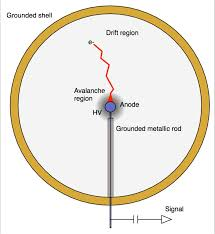 Grounded shell
Drift region
e-
Avalanche
region
Anode
HV
Grounded metallic rod
Signal